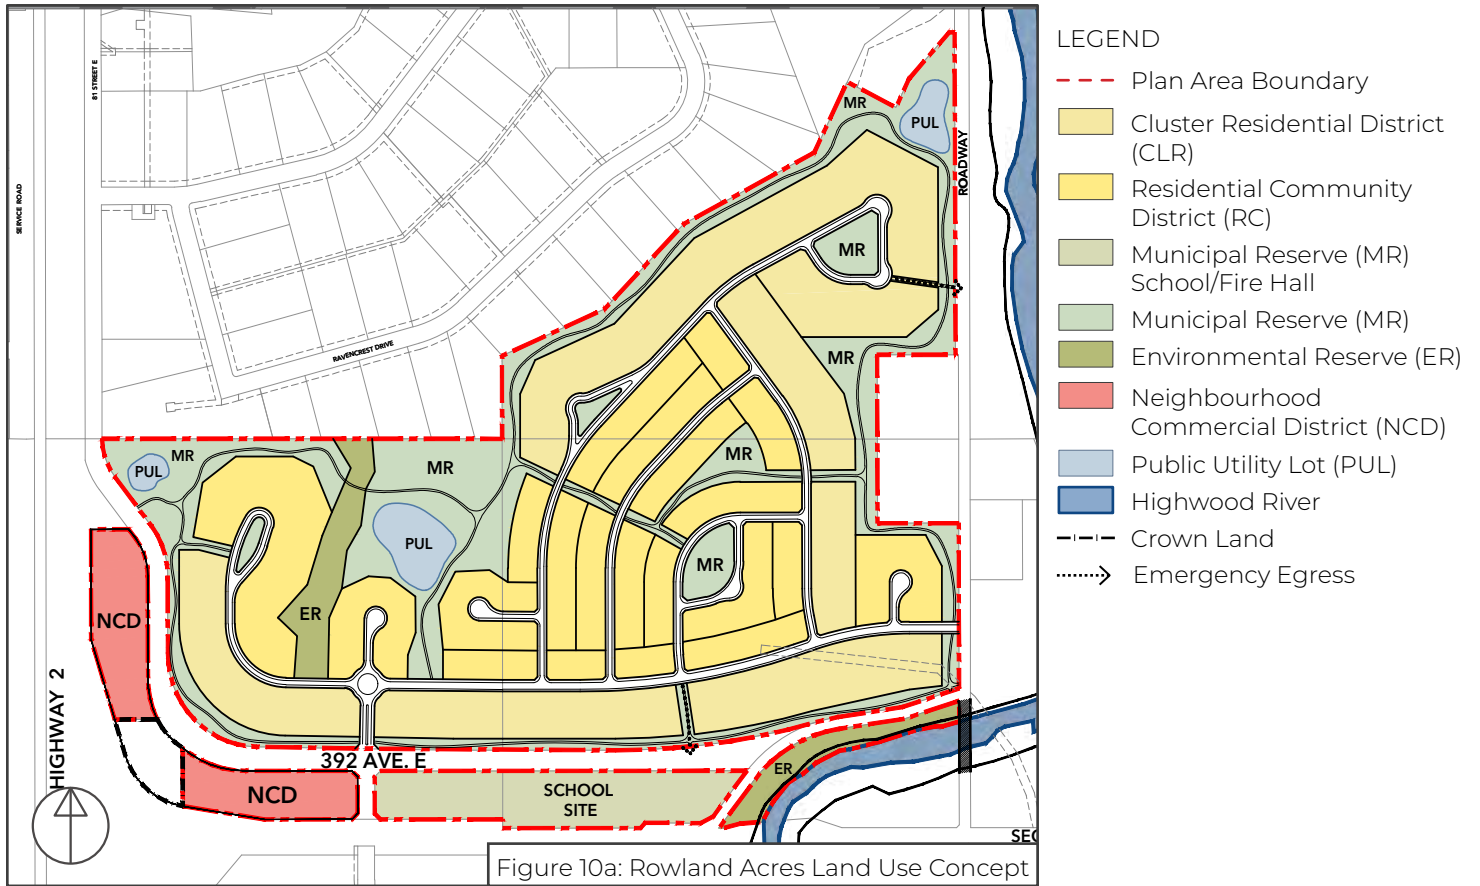 81 STREET E
SERVICE ROAD
RAVENCREST DRIVE
ROADWAY
MR
PUL
MR
MR
MR
PUL
MR
MR
PUL
MR
ER
NCD
HIGHWAY 2
392 AVE. E
NCD
SCHOOL
SITE
ER
SEC
Figure 10a: Rowland Acres Land Use Concept
LEGEND
Plan Area Boundary
Cluster Residential District
(CLR)
Residential Community
District (RC)
Municipal Reserve (MR)
School/Fire Hall
Municipal Reserve (MR)
Environmental Reserve (ER)
Neighbourhood
Commercial District (NCD)
Public Utility Lot (PUL)
Highwood River
Crown Land
Emergency Egress